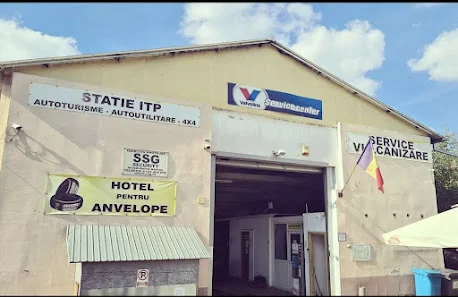 STATIE ITP
AUTOTURISME - AUTOUTILITARE - 4X4
Valvoline
servicecenter
SERVICE
VULCANIZARE
SSG
SECURITY
HOTEL
PENTRU
ANVELOPE
P